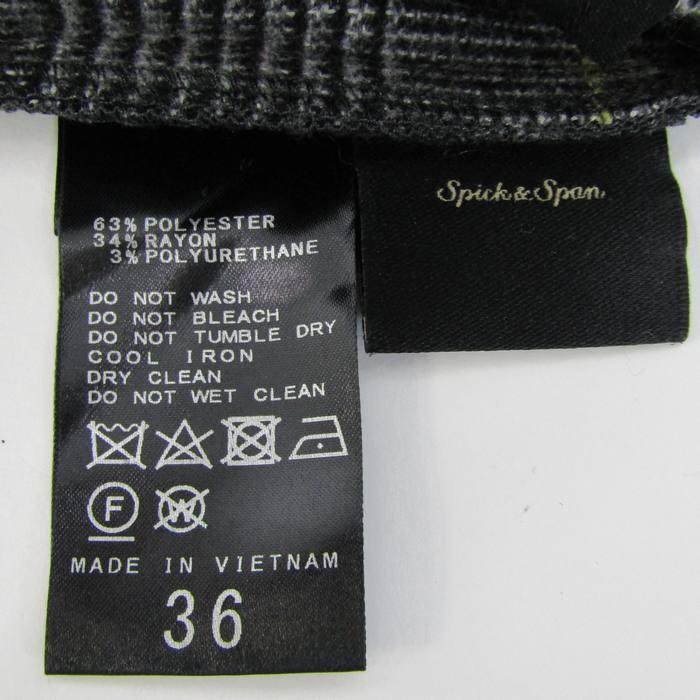 Spick & Span
63% POLYESTER
34% RAYON
3% POLYURETHANE
DO NOT WASH
DO NOT BLEACH
DO NOT TUMBLE DRY
COOL IRON
DRY CLEAN
DO NOT WET CLEAN
F W
MADE IN VIETNAM
36